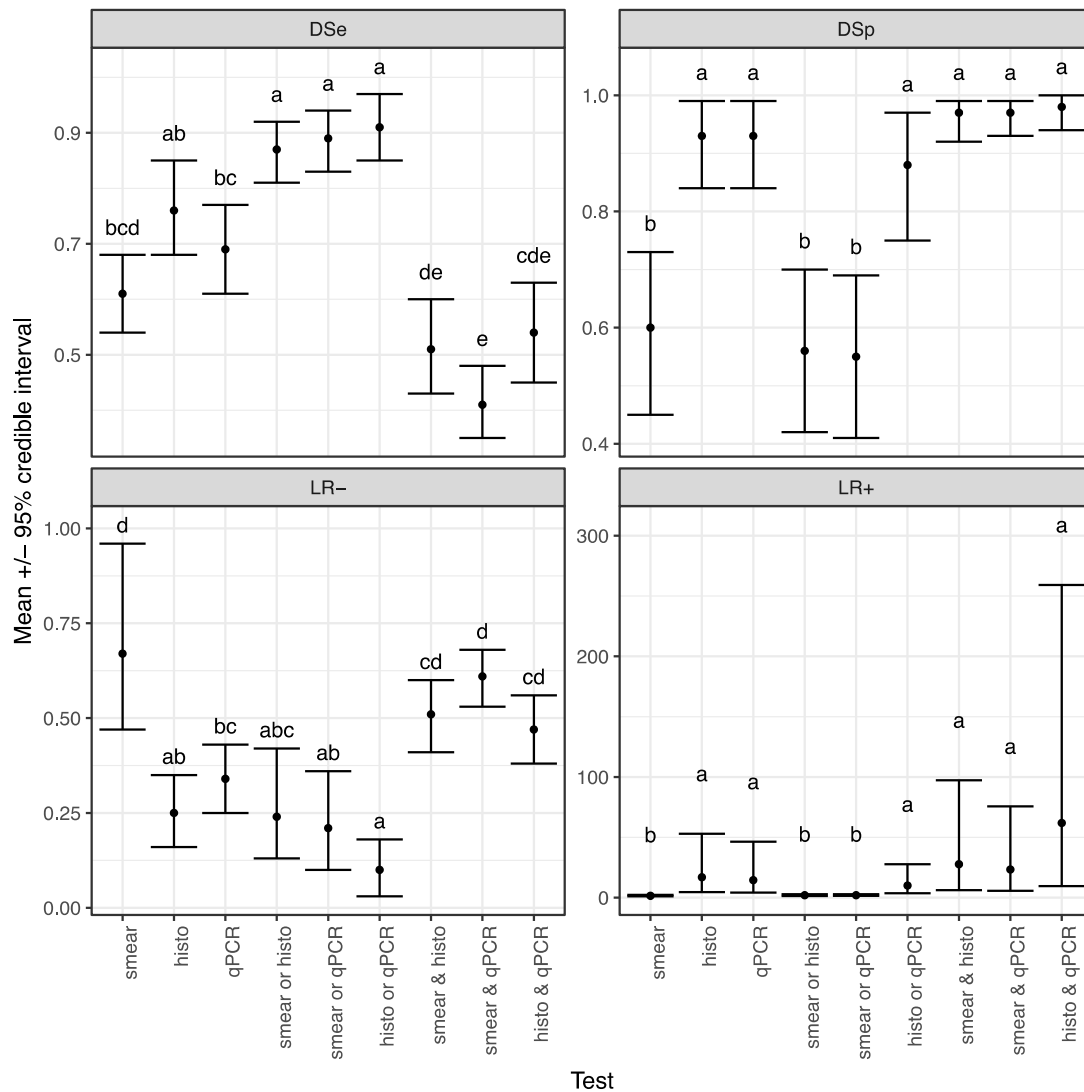 DSe
DSp
a
a
a
ab
bc
bcd
de
e
cde
0.9
0.7
0.5
b
a
a
b
b
a
a
a
a
1.0
0.8
0.6
0.4
Mean +/− 95% credible interval
LR−
LR+
d
ab
bc
abc
ab
a
cd
d
cd
1.00
0.75
0.50
0.25
0.00
b
a
a
b
b
a
a
a
a
300
200
100
0
smear
histo
qPCR
smear or histo
smear or qPCR
histo or qPCR
smear & histo
smear & qPCR
histo & qPCR
smear
histo
qPCR
smear or histo
smear or qPCR
histo or qPCR
smear & histo
smear & qPCR
histo & qPCR
Test